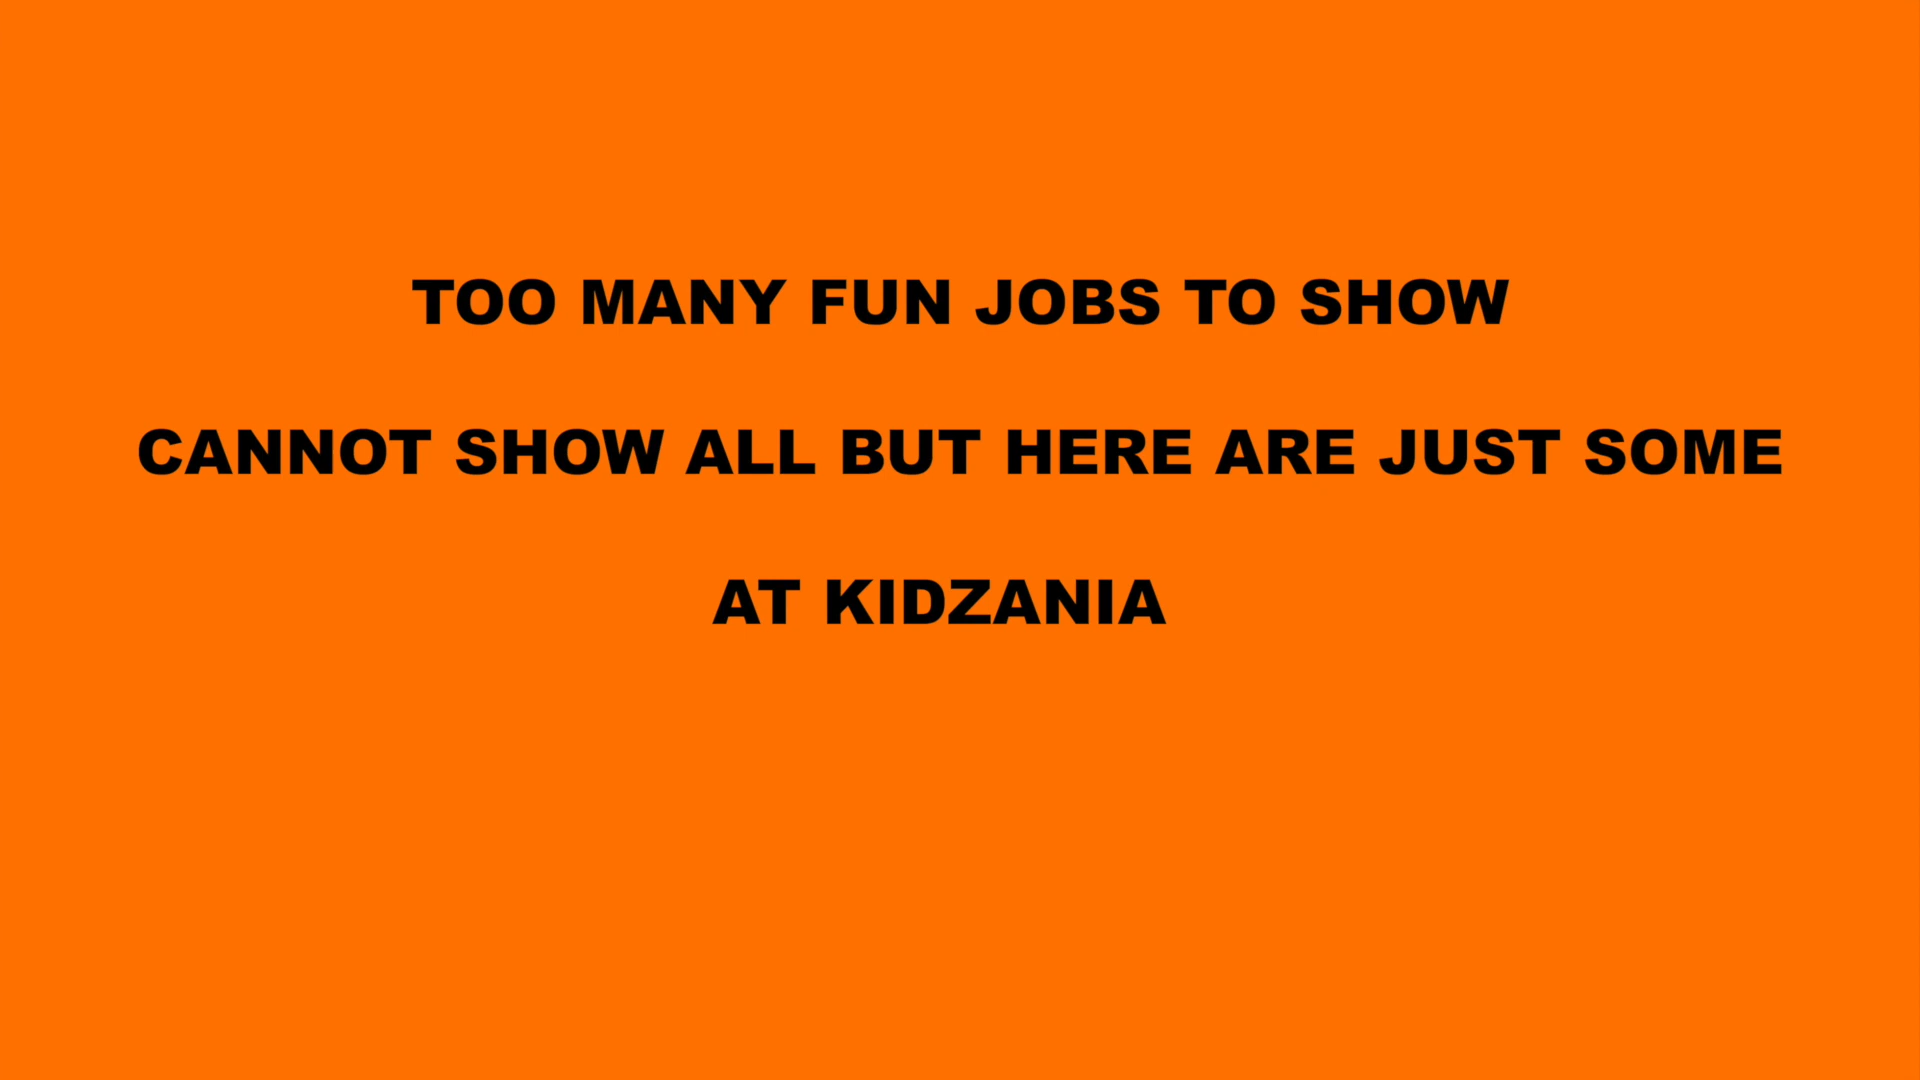 TOO MANY FUN JOBS TO SHOW
CANNOT SHOW ALL BUT HERE ARE JUST SOME
AT KIDZANIA